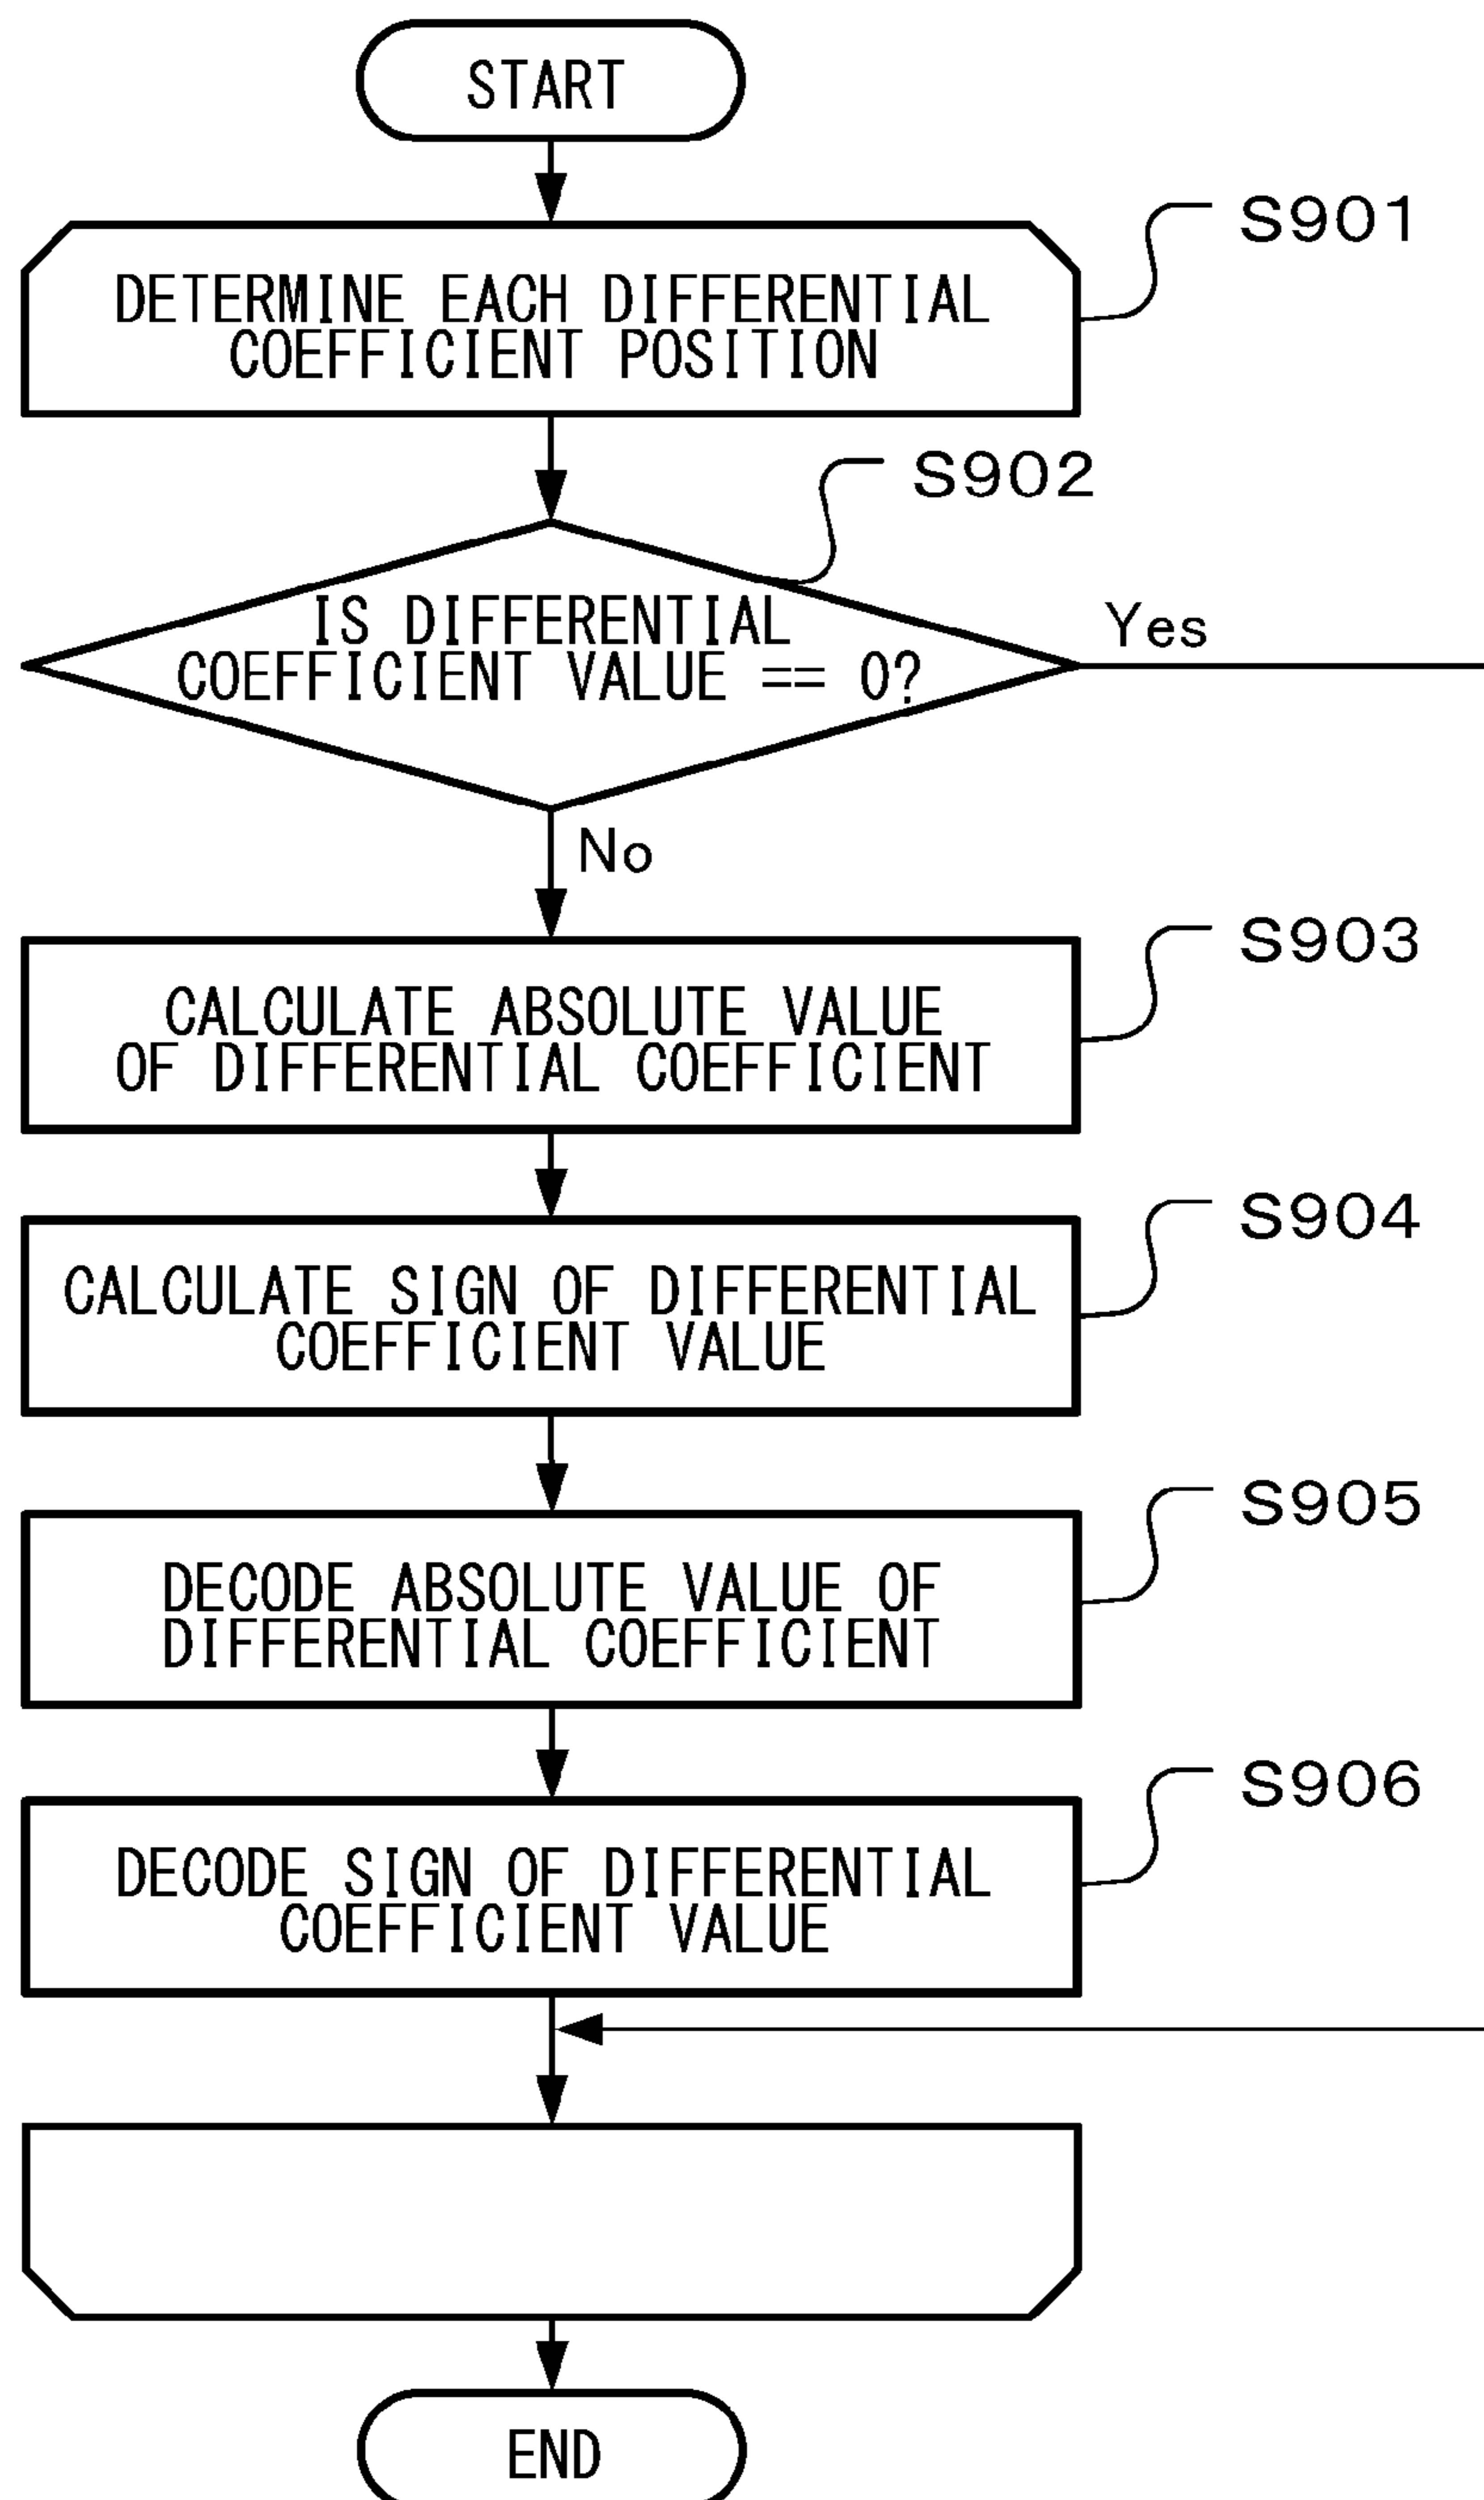 START
S901
DETERMINE EACH DIFFERENTIAL
COEFFICIENT POSITION
S902
IS DIFFERENTIAL
COEFFICIENT VALUE == 0?
Yes
No
S903
CALCULATE ABSOLUTE VALUE
OF DIFFERENTIAL COEFFICIENT
S904
CALCULATE SIGN OF DIFFERENTIAL
COEFFICIENT VALUE
S905
DECODE ABSOLUTE VALUE OF
DIFFERENTIAL COEFFICIENT
S906
DECODE SIGN OF DIFFERENTIAL
COEFFICIENT VALUE
END